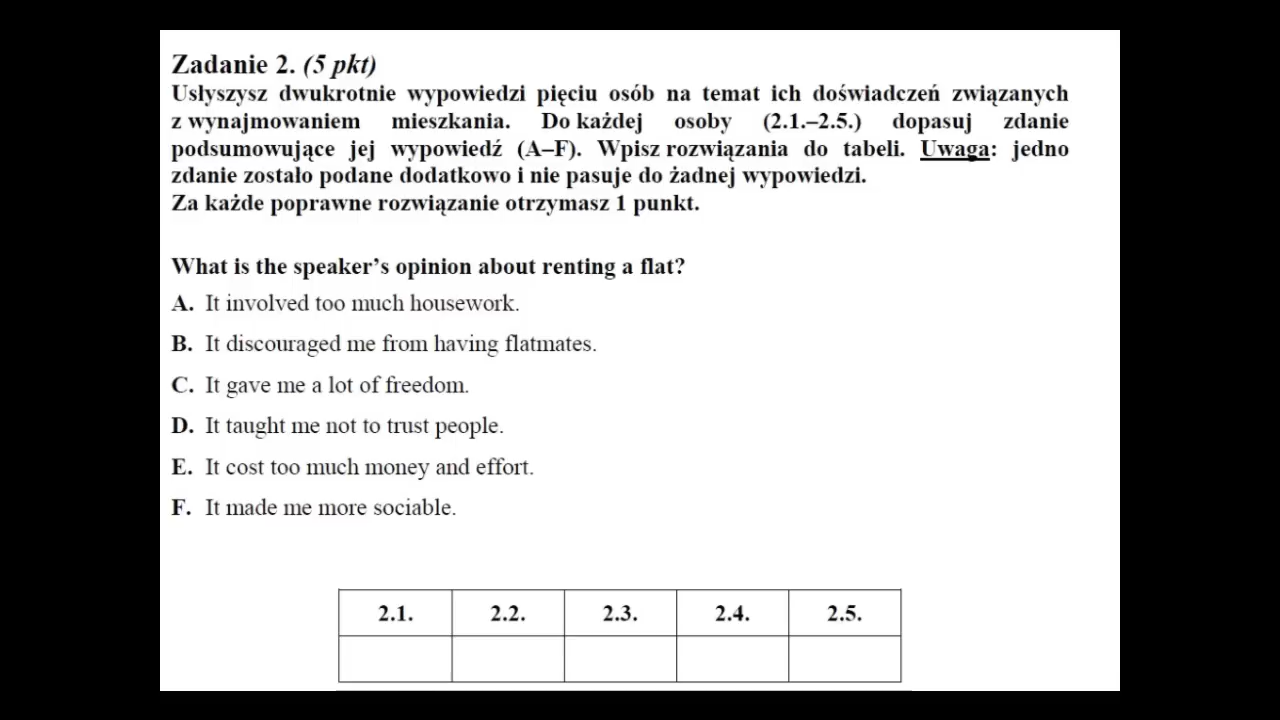 Zadanie 2. (5 pkt)
Usłyszysz dwukrotnie wypowiedzi pięciu osób na temat ich doświadczeń związanych
z wynajmowaniem mieszkania. Do każdej osoby (2.1.–2.5.) dopasuj zdanie
podsumowujące jej wypowiedź (A–F). Wpisz rozwiązania do tabeli. Uwaga: jedno
zdanie zostało podane dodatkowo i nie pasuje do żadnej wypowiedzi.
Za każde poprawne rozwiązanie otrzymasz 1 punkt.
What is the speaker’s opinion about renting a flat?
A. It involved too much housework.
B. It discouraged me from having flatmates.
C. It gave me a lot of freedom.
D. It taught me not to trust people.
E. It cost too much money and effort.
F. It made me more sociable.
2.1. 2.2. 2.3. 2.4. 2.5.